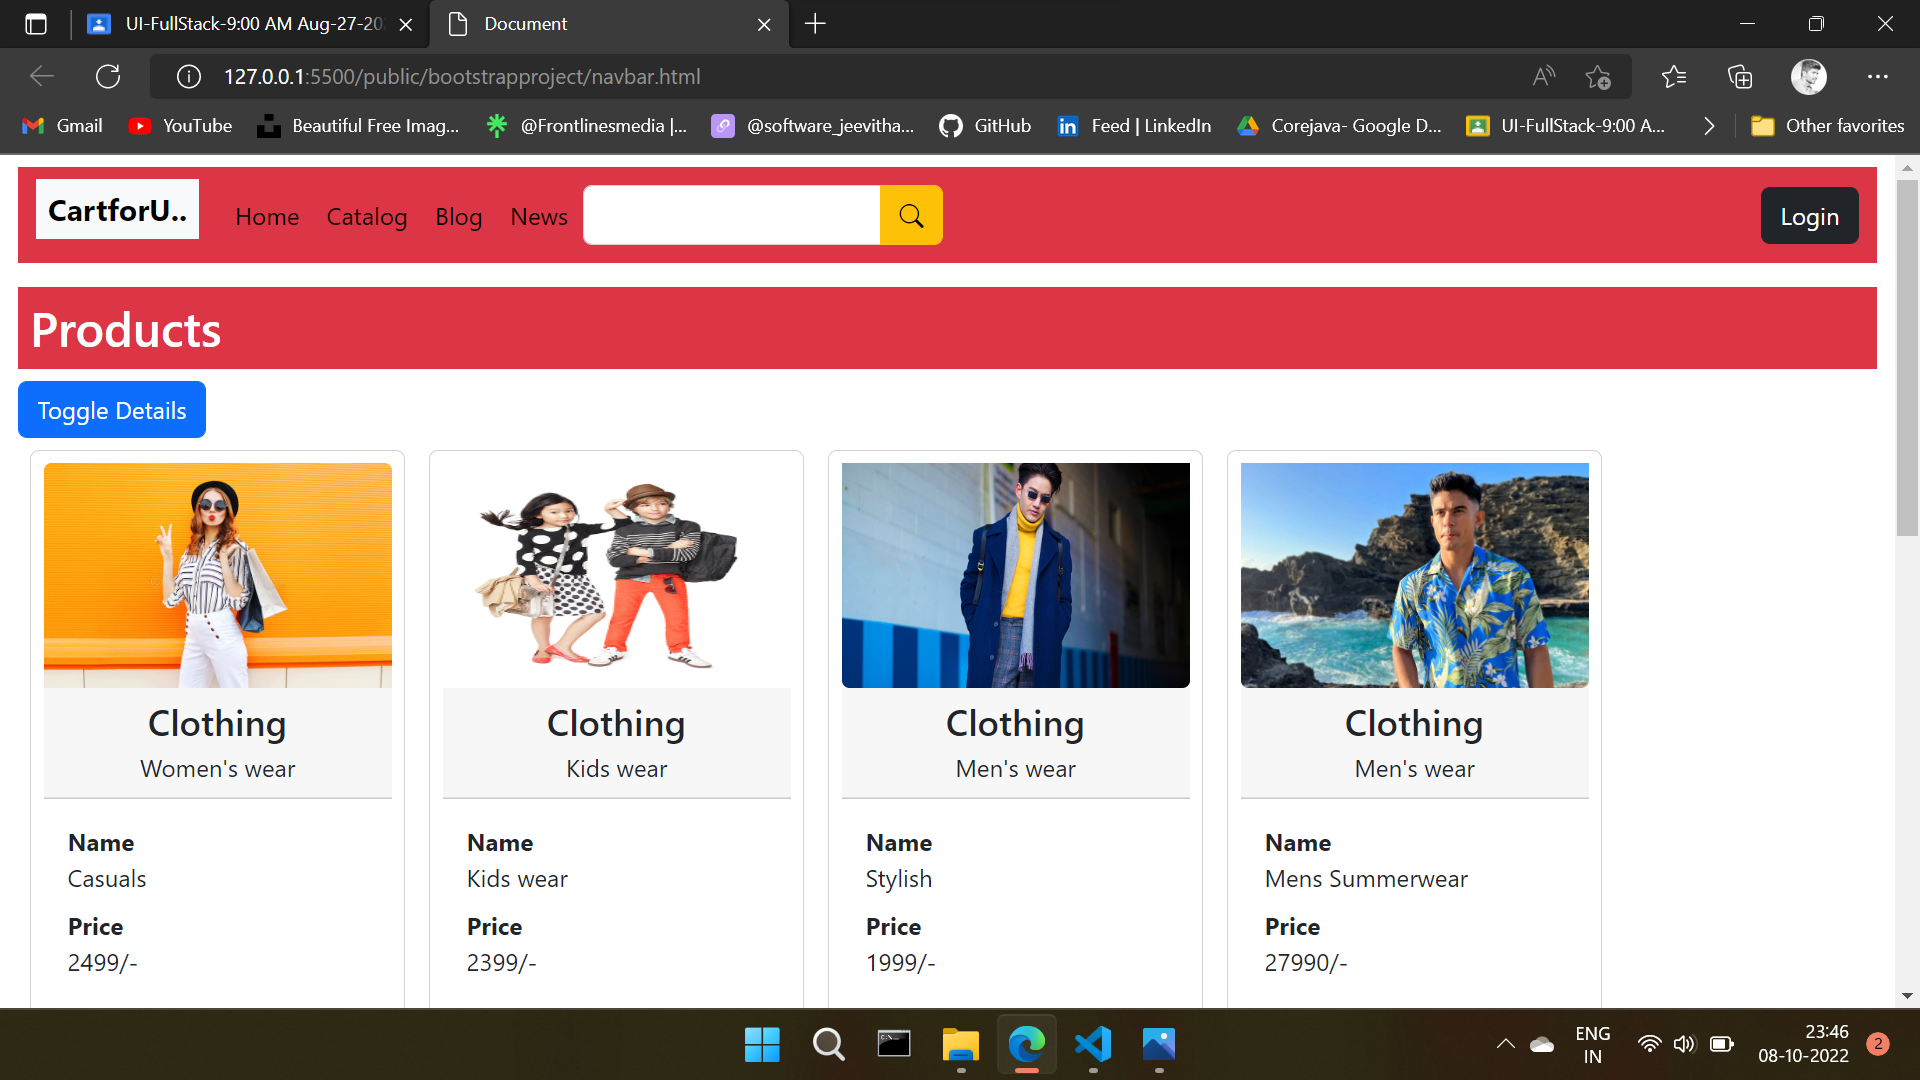 UI-FullStack-9:00 AM Aug-27-20
Document
127.0.0.1:5500/public/bootstrapproject/navbar.html
Gmail
YouTube
Beautiful Free Imag...
@Frontlinesmedia |...
@software_jeevitha...
GitHub
Feed | LinkedIn
Corejava- Google D...
UI-FullStack-9:00 A...
Other favorites
CartforU..
Home
Catalog
Blog
News
Login
Products
Toggle Details
Clothing
Women's wear
Name
Casuals
Price
2499/-
Clothing
Kids wear
Name
Kids wear
Price
2399/-
Clothing
Men's wear
Name
Stylish
Price
1999/-
Clothing
Men's wear
Name
Mens Summerwear
Price
27990/-
ENG
IN
23:46
08-10-2022
2